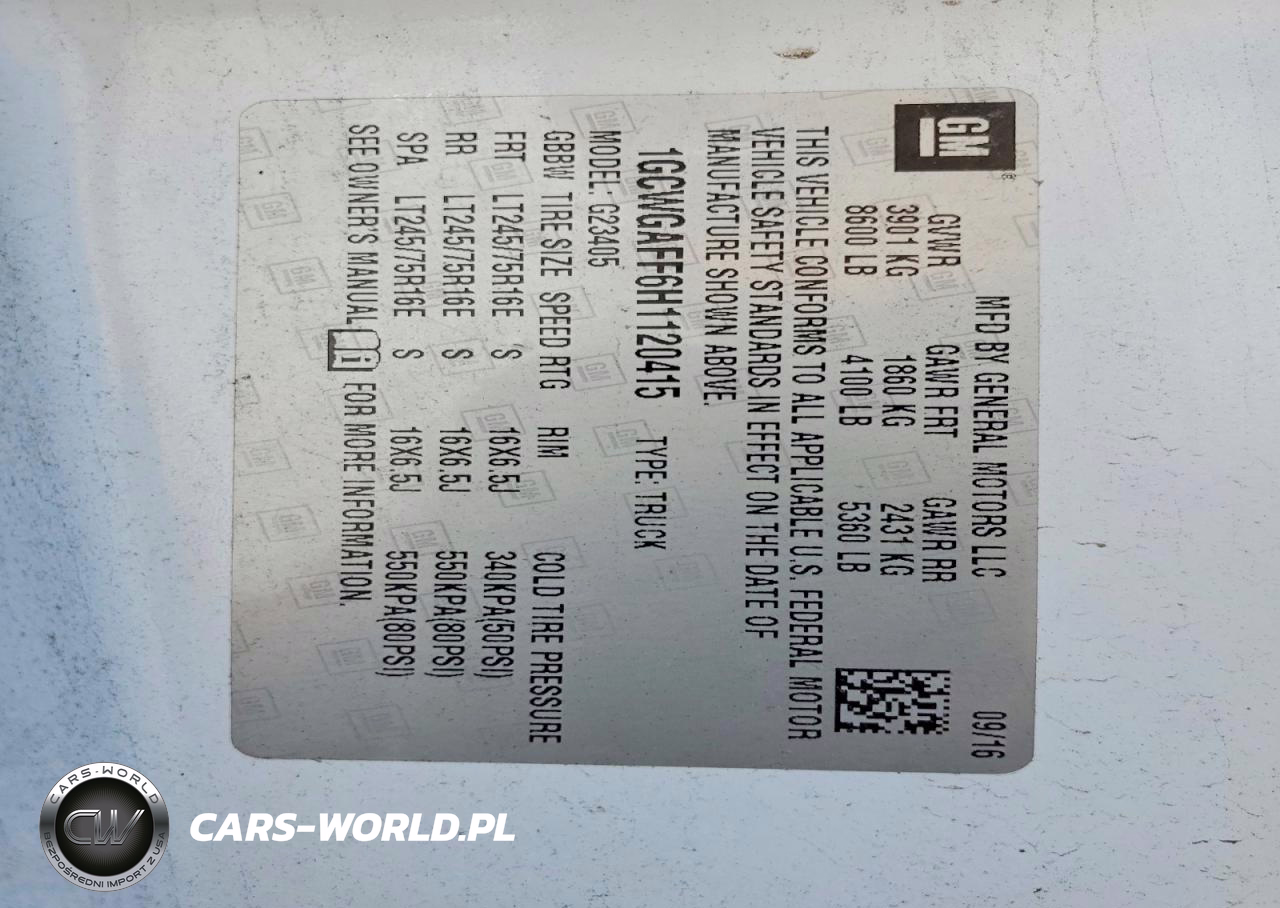 GM
MFD BY GENERAL MOTORS LLC 09/16
GVWR GAWR FRT GAWR RR
3901 KG 1860 KG 2431 KG
8600 LB 4100 LB 5360 LB
THIS VEHICLE CONFORMS TO ALL APPLICABLE U.S. FEDERAL MOTOR
VEHICLE SAFETY STANDARDS IN EFFECT ON THE DATE OF
MANUFACTURE SHOWN ABOVE.
1GCWGAFF6H1120415 TYPE: TRUCK
MODEL: G23405
GBBW TIRE SIZE SPEED RTG RIM COLD TIRE PRESSURE
FRT LT245/75R16E S 16X6.5J 340KPA(50PSI)
RR LT245/75R16E S 16X6.5J 550KPA(80PSI)
SPA LT245/75R16E S 16X6.5J 550KPA(80PSI)
SEE OWNER'S MANUAL FOR MORE INFORMATION.
CARS-WORLD
CW
BEZPOŚREDNI IMPORT Z USA
CARS-WORLD.PL